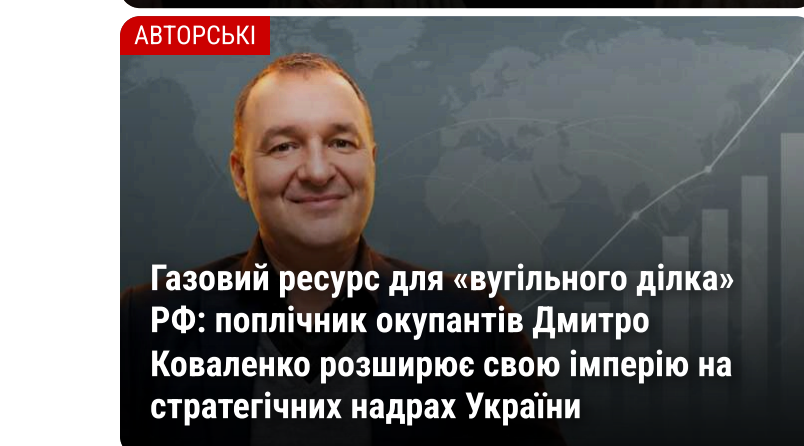 АВТОРСЬКІ
Газовий ресурс для «вугільного ділка»
РФ: поплічник окупантів Дмитро
Коваленко розширює свою імперію на
стратегічних надрах України